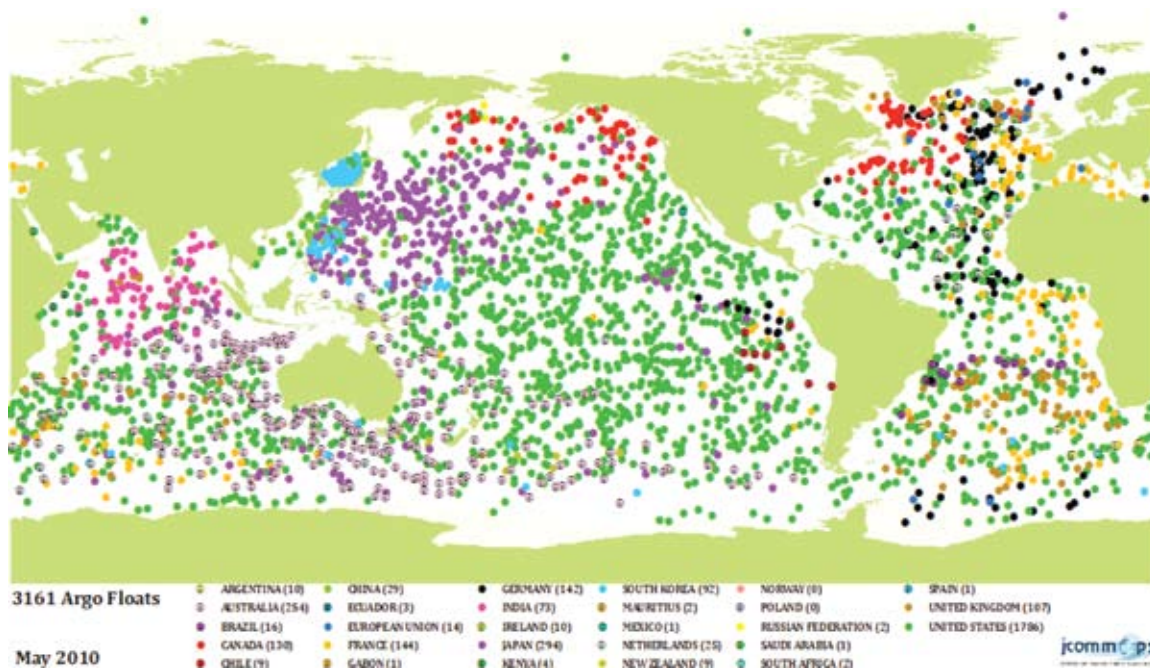 ARGENTINA (10) CHINA (29) GERMANY (142) SOUTH KOREA (92) NORWAY (0) SPAIN (1)
3161 Argo Floats AUSTRALIA (254) ECUADOR (3) INDIA (73) MAURITIUS (2) POLAND (0) UNITED KINGDOM (107)
BRAZIL (16) EUROPEAN UNION (14) IRELAND (10) MEXICO (1) RUSSIAN FEDERATION (2) UNITED STATES (1786)
CANADA (130) FRANCE (144) JAPAN (294) NETHERLANDS (25) SAUDI ARABIA (1)
May 2010 CHILE (9) GABON (1) KENYA (4) NEW ZEALAND (9) SOUTH AFRICA (2)
jcommops